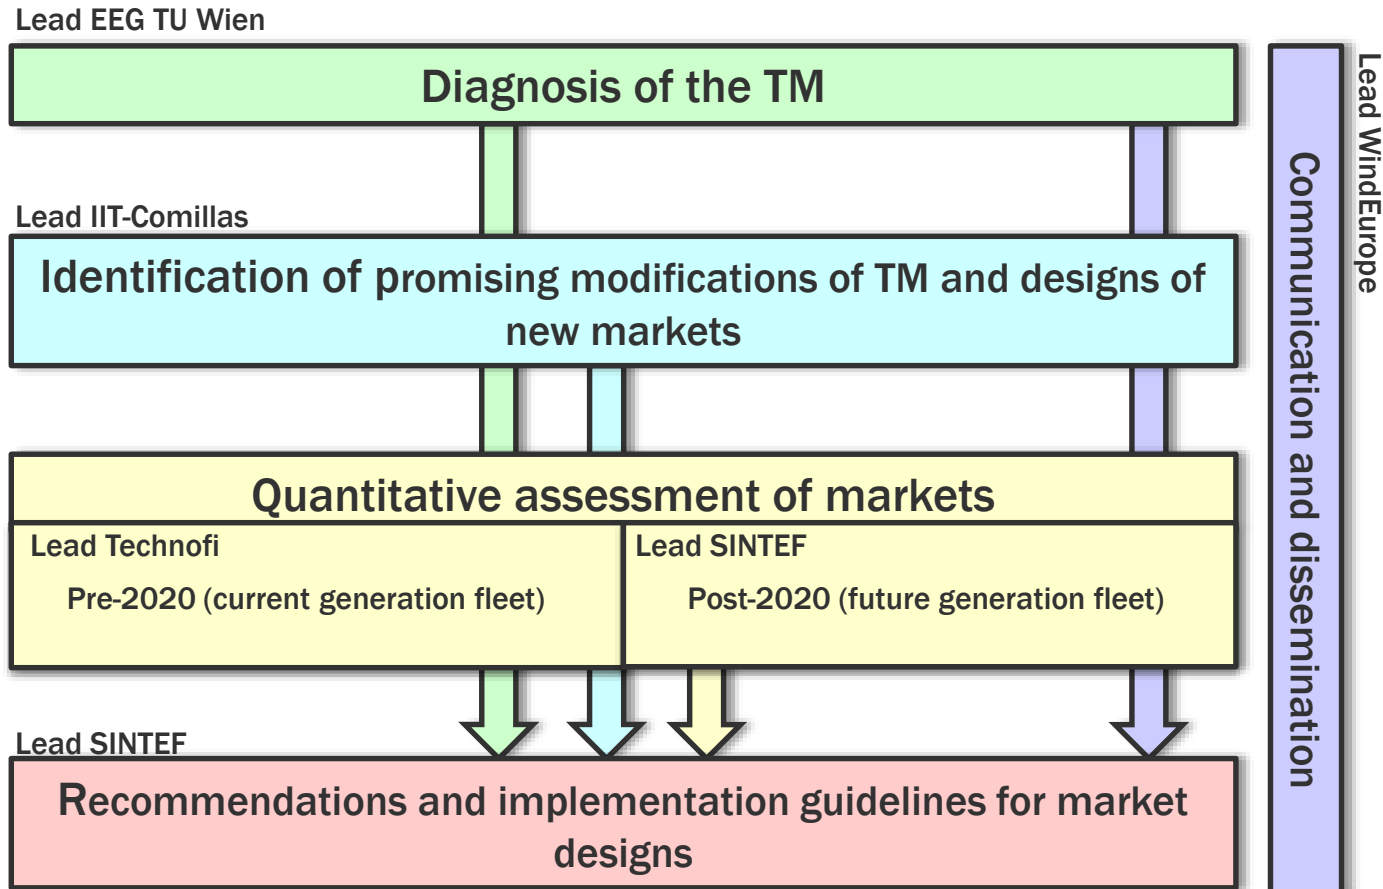 Lead EEG TU Wien
Diagnosis of the TM
Lead IIT-Comillas
Identification of promising modifications of TM and designs of
new markets
Quantitative assessment of markets
Lead Technofi
Pre-2020 (current generation fleet)
Lead SINTEF
Post-2020 (future generation fleet)
Lead SINTEF
Recommendations and implementation guidelines for market
designs
Communication and dissemination
Lead WindEurope